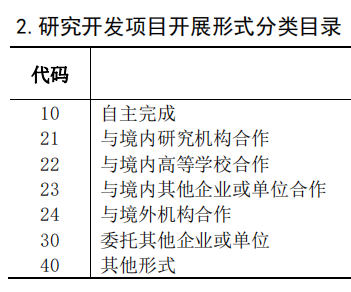 2. 研究开发项目开展形式分类目录
代码
10 自主完成
21 与境内研究机构合作
22 与境内高等学校合作
23 与境内其他企业或单位合作
24 与境外机构合作
30 委托其他企业或单位
40 其他形式